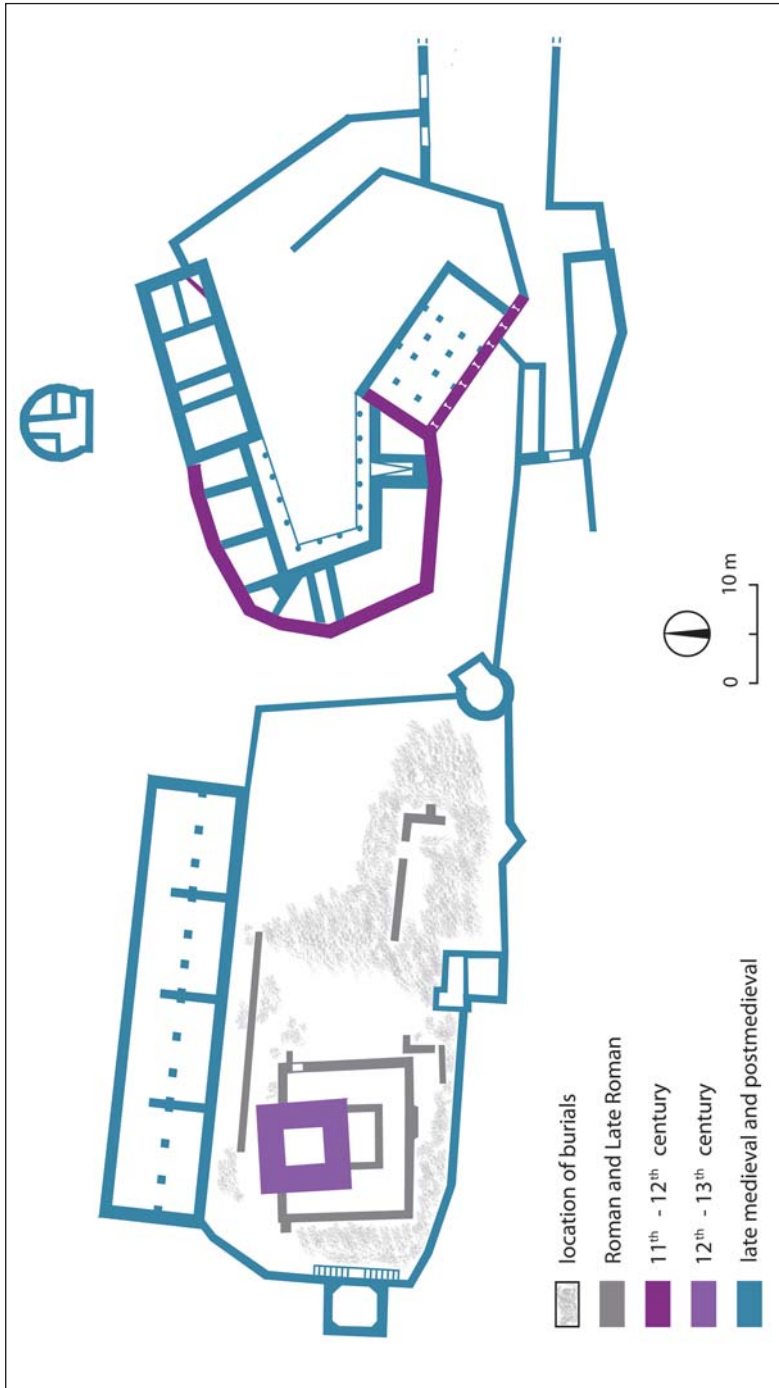 location of burials
Roman and Late Roman
11th - 12th century
12th - 13th century
late medieval and postmedieval
0 10 m